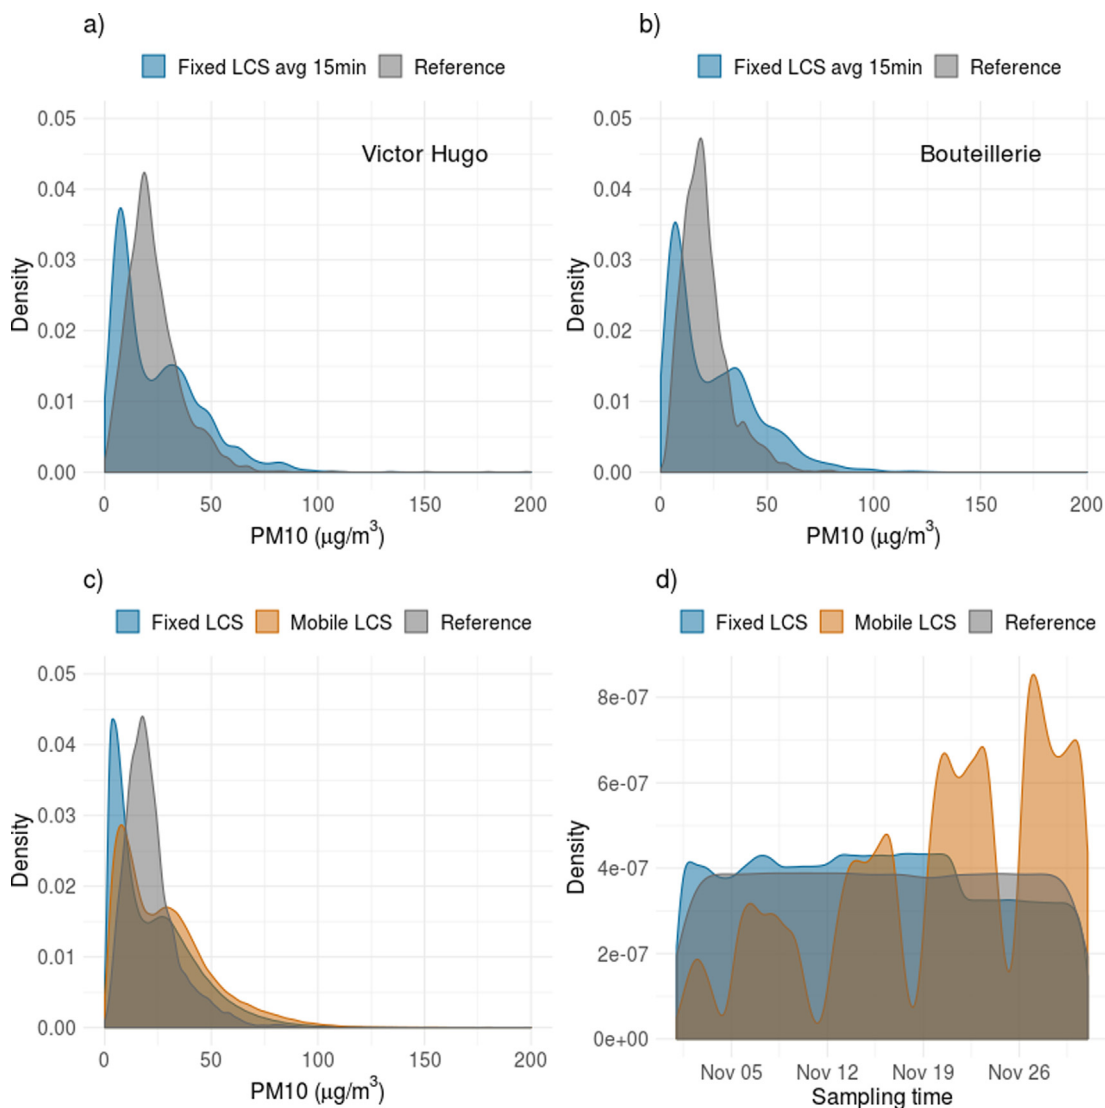 a)
Fixed LCS avg 15min Reference
Victor Hugo
0.05
0.04
0.03
0.02
0.01
0.00
Density
0 50 100 150 200
PM10 (μg/m³)
b)
Fixed LCS avg 15min Reference
Bouteillerie
0.05
0.04
0.03
0.02
0.01
0.00
Density
0 50 100 150 200
PM10 (μg/m³)
c)
Fixed LCS Mobile LCS Reference
0.05
0.04
0.03
0.02
0.01
0.00
Density
0 50 100 150 200
PM10 (μg/m³)
d)
Fixed LCS Mobile LCS Reference
8e-07
6e-07
4e-07
2e-07
0e+00
Density
Nov 05 Nov 12 Nov 19 Nov 26
Sampling time